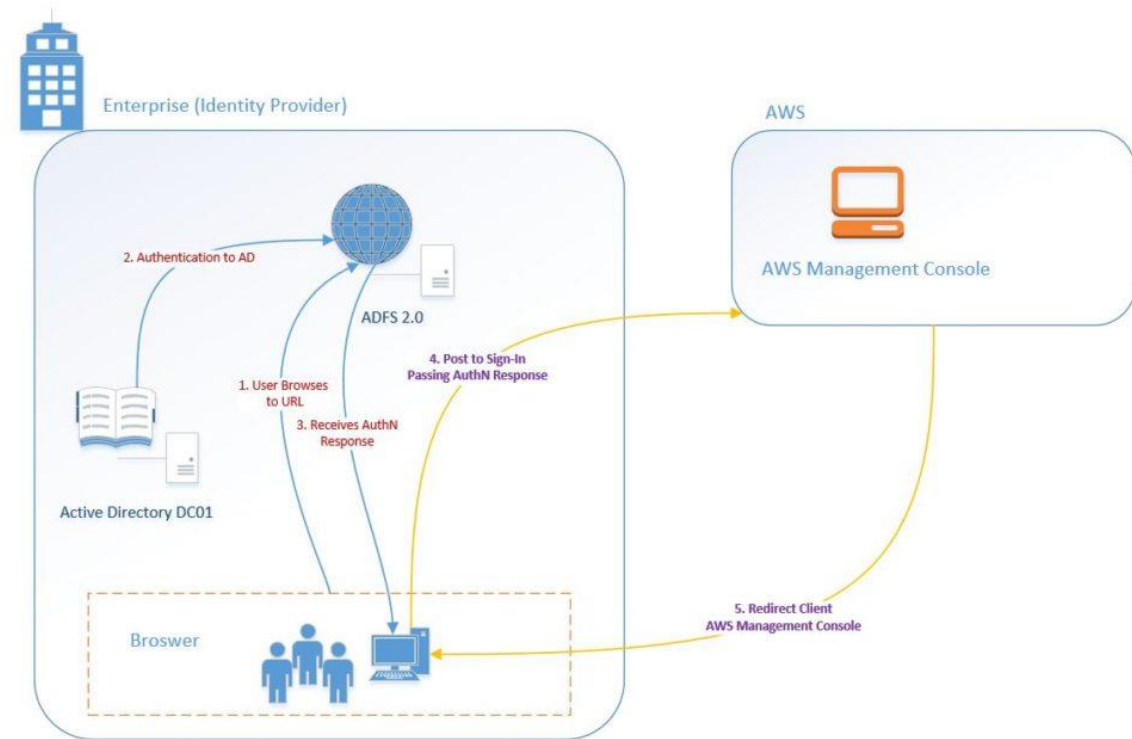 Enterprise (Identity Provider)
AWS
AWS Management Console
2. Authentication to AD
ADFS 2.0
1. User Browses
to URL
3. Receives AuthN
Response
4. Post to Sign-In
Passing AuthN Response
Active Directory DC01
Broswer
5. Redirect Client
AWS Management Console